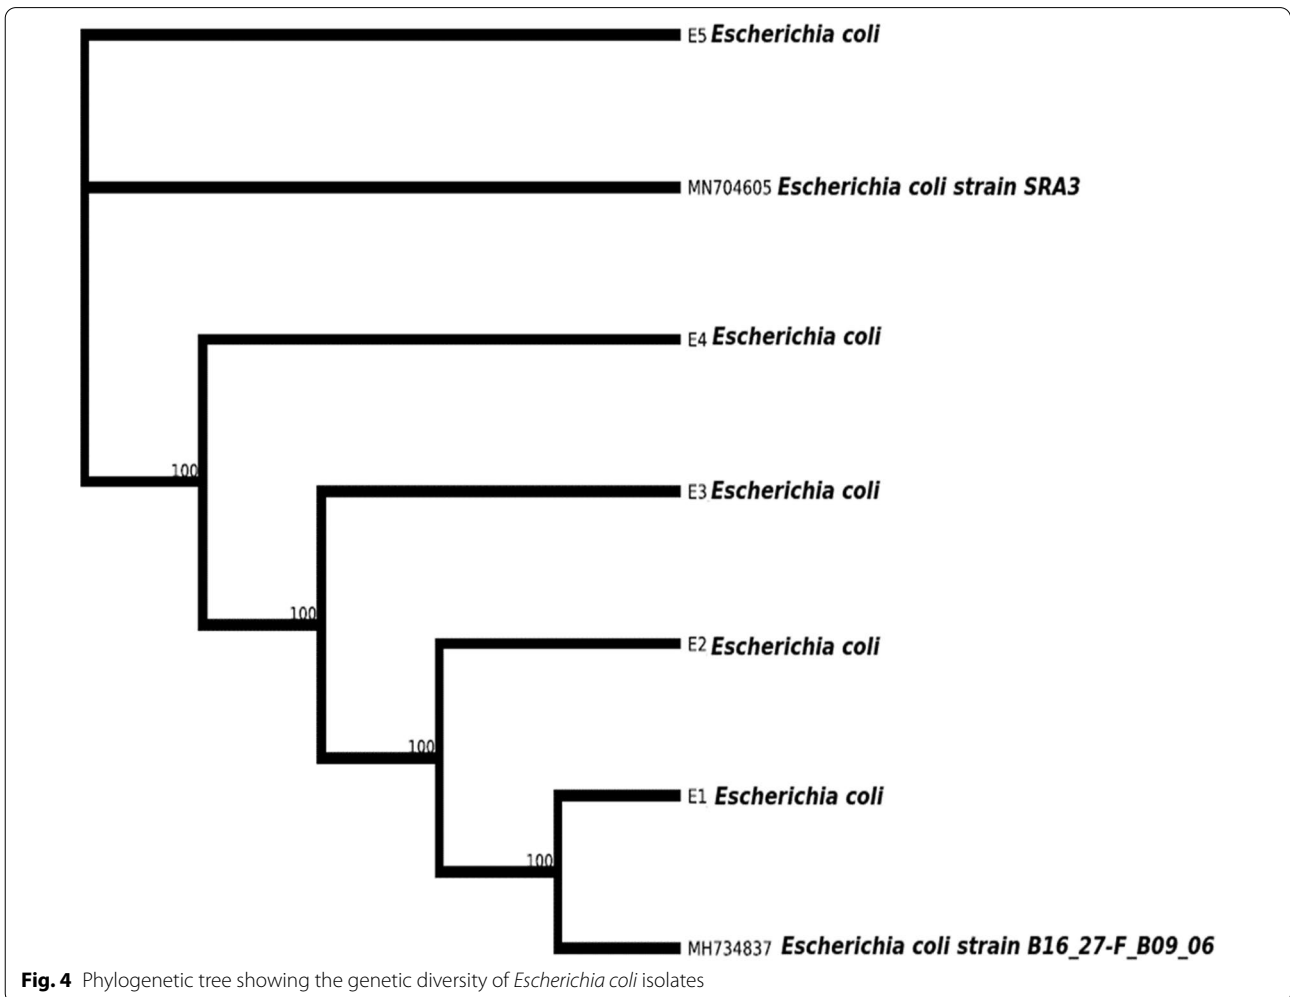 E5 Escherichia coli
MN704605 Escherichia coli strain SRA3
E4 Escherichia coli
100
E3 Escherichia coli
100
E2 Escherichia coli
100
E1 Escherichia coli
100
MH734837 Escherichia coli strain B16_27-F_B09_06
Fig. 4 Phylogenetic tree showing the genetic diversity of Escherichia coli isolates